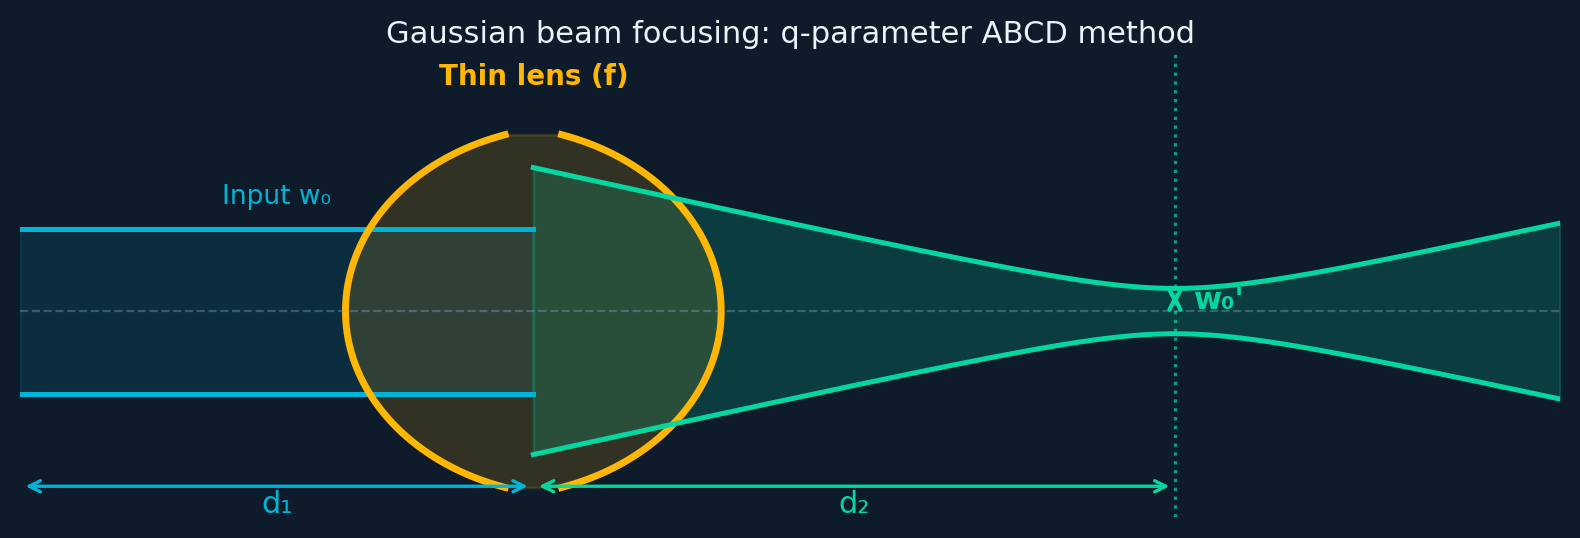 Gaussian beam focusing: q-parameter ABCD method
Thin lens (f)
Input w₀
w₀'
d₁
d₂